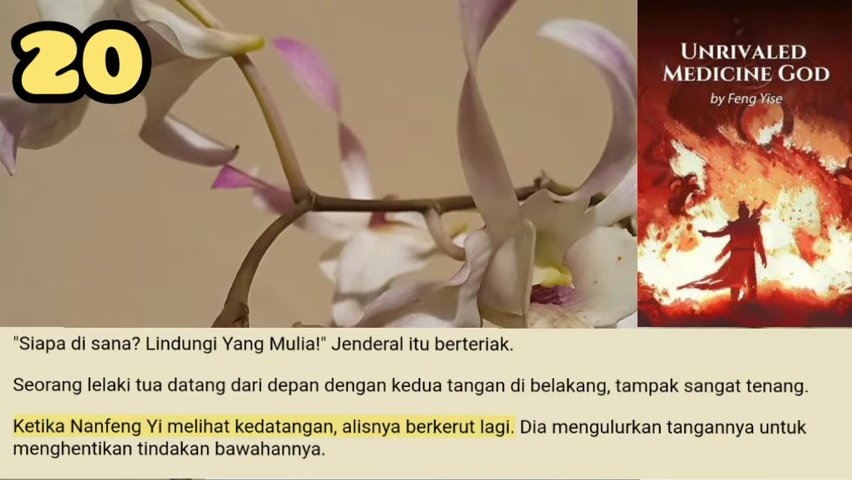 20
UNRIVALED
MEDICINE GOD
by Feng Yise
"Siapa di sana? Lindungi Yang Mulia!" Jenderal itu berteriak.
Seorang lelaki tua datang dari depan dengan kedua tangan di belakang, tampak sangat tenang.
Ketika Nanfeng Yi melihat kedatangan, alisnya berkerut lagi. Dia mengulurkan tangannya untuk
menghentikan tindakan bawahannya.